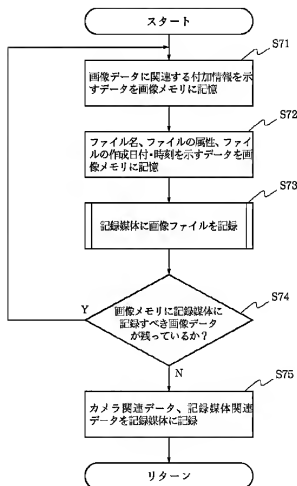 スタート
S71
画像データに関連する付加情報を示
すデータを画像メモリに記憶
S72
ファイル名、ファイルの属性、ファイ
ルの作成日付・時刻を示すデータを画
像メモリに記憶
S73
記録媒体に画像ファイルを記録
S74
画像メモリに記録媒体に
記録すべき画像データ
が残っているか？
Y
N
S75
カメラ関連データ、記録媒体関連
データを記録媒体に記録
リターン